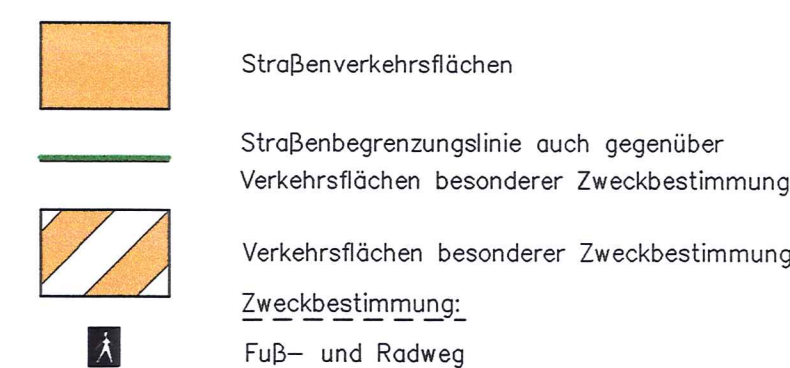 Straßenverkehrsflächen
Straßenbegrenzungslinie auch gegenüber
Verkehrsflächen besonderer Zweckbestimmung
Verkehrsflächen besonderer Zweckbestimmung
Zweckbestimmung:
Fuß- und Radweg